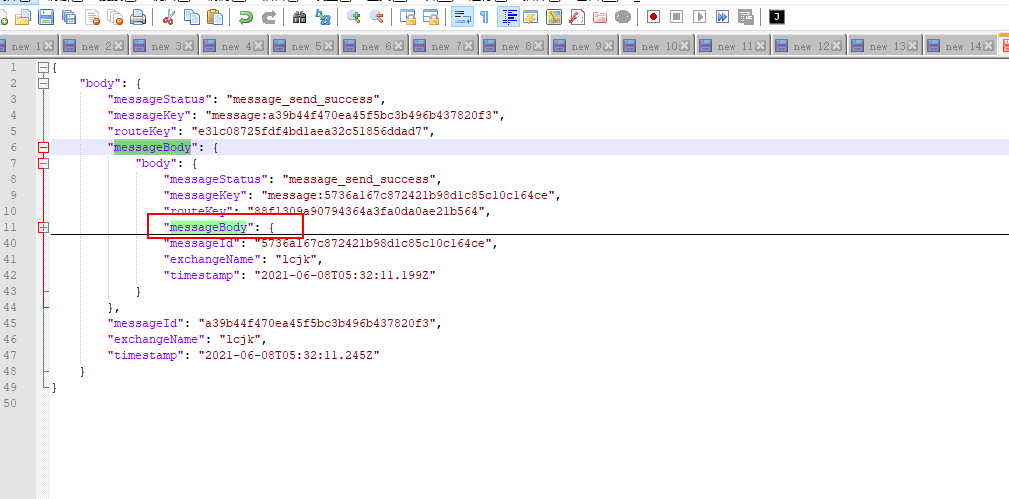 new 1 new 2 new 3 new 4 new 5 new 6 new 7 new 8 new 9 new 10 new 11 new 12 new 13 new 14
1 {
2 "body": {
3 "messageStatus": "message_send_success",
4 "messageKey": "message:a39b44f470ea45f5bc3b496b437820f3",
5 "routeKey": "e31c08725fdf4bd1aea32c51856ddad7",
6 "messageBody": {
7 "body": {
8 "messageStatus": "message_send_success",
9 "messageKey": "message:5736a167c872421b98d1c85c10c164ce",
10 "routeKey": "88f1309a90794364a3fa0da0ae21b564",
11 "messageBody": {
40 "messageId": "5736a167c872421b98d1c85c10c164ce",
41 "exchangeName": "lcjk",
42 "timestamp": "2021-06-08T05:32:11.199Z"
43 }
44 },
45 "messageId": "a39b44f470ea45f5bc3b496b437820f3",
46 "exchangeName": "lcjk",
47 "timestamp": "2021-06-08T05:32:11.245Z"
48 }
49 }
50